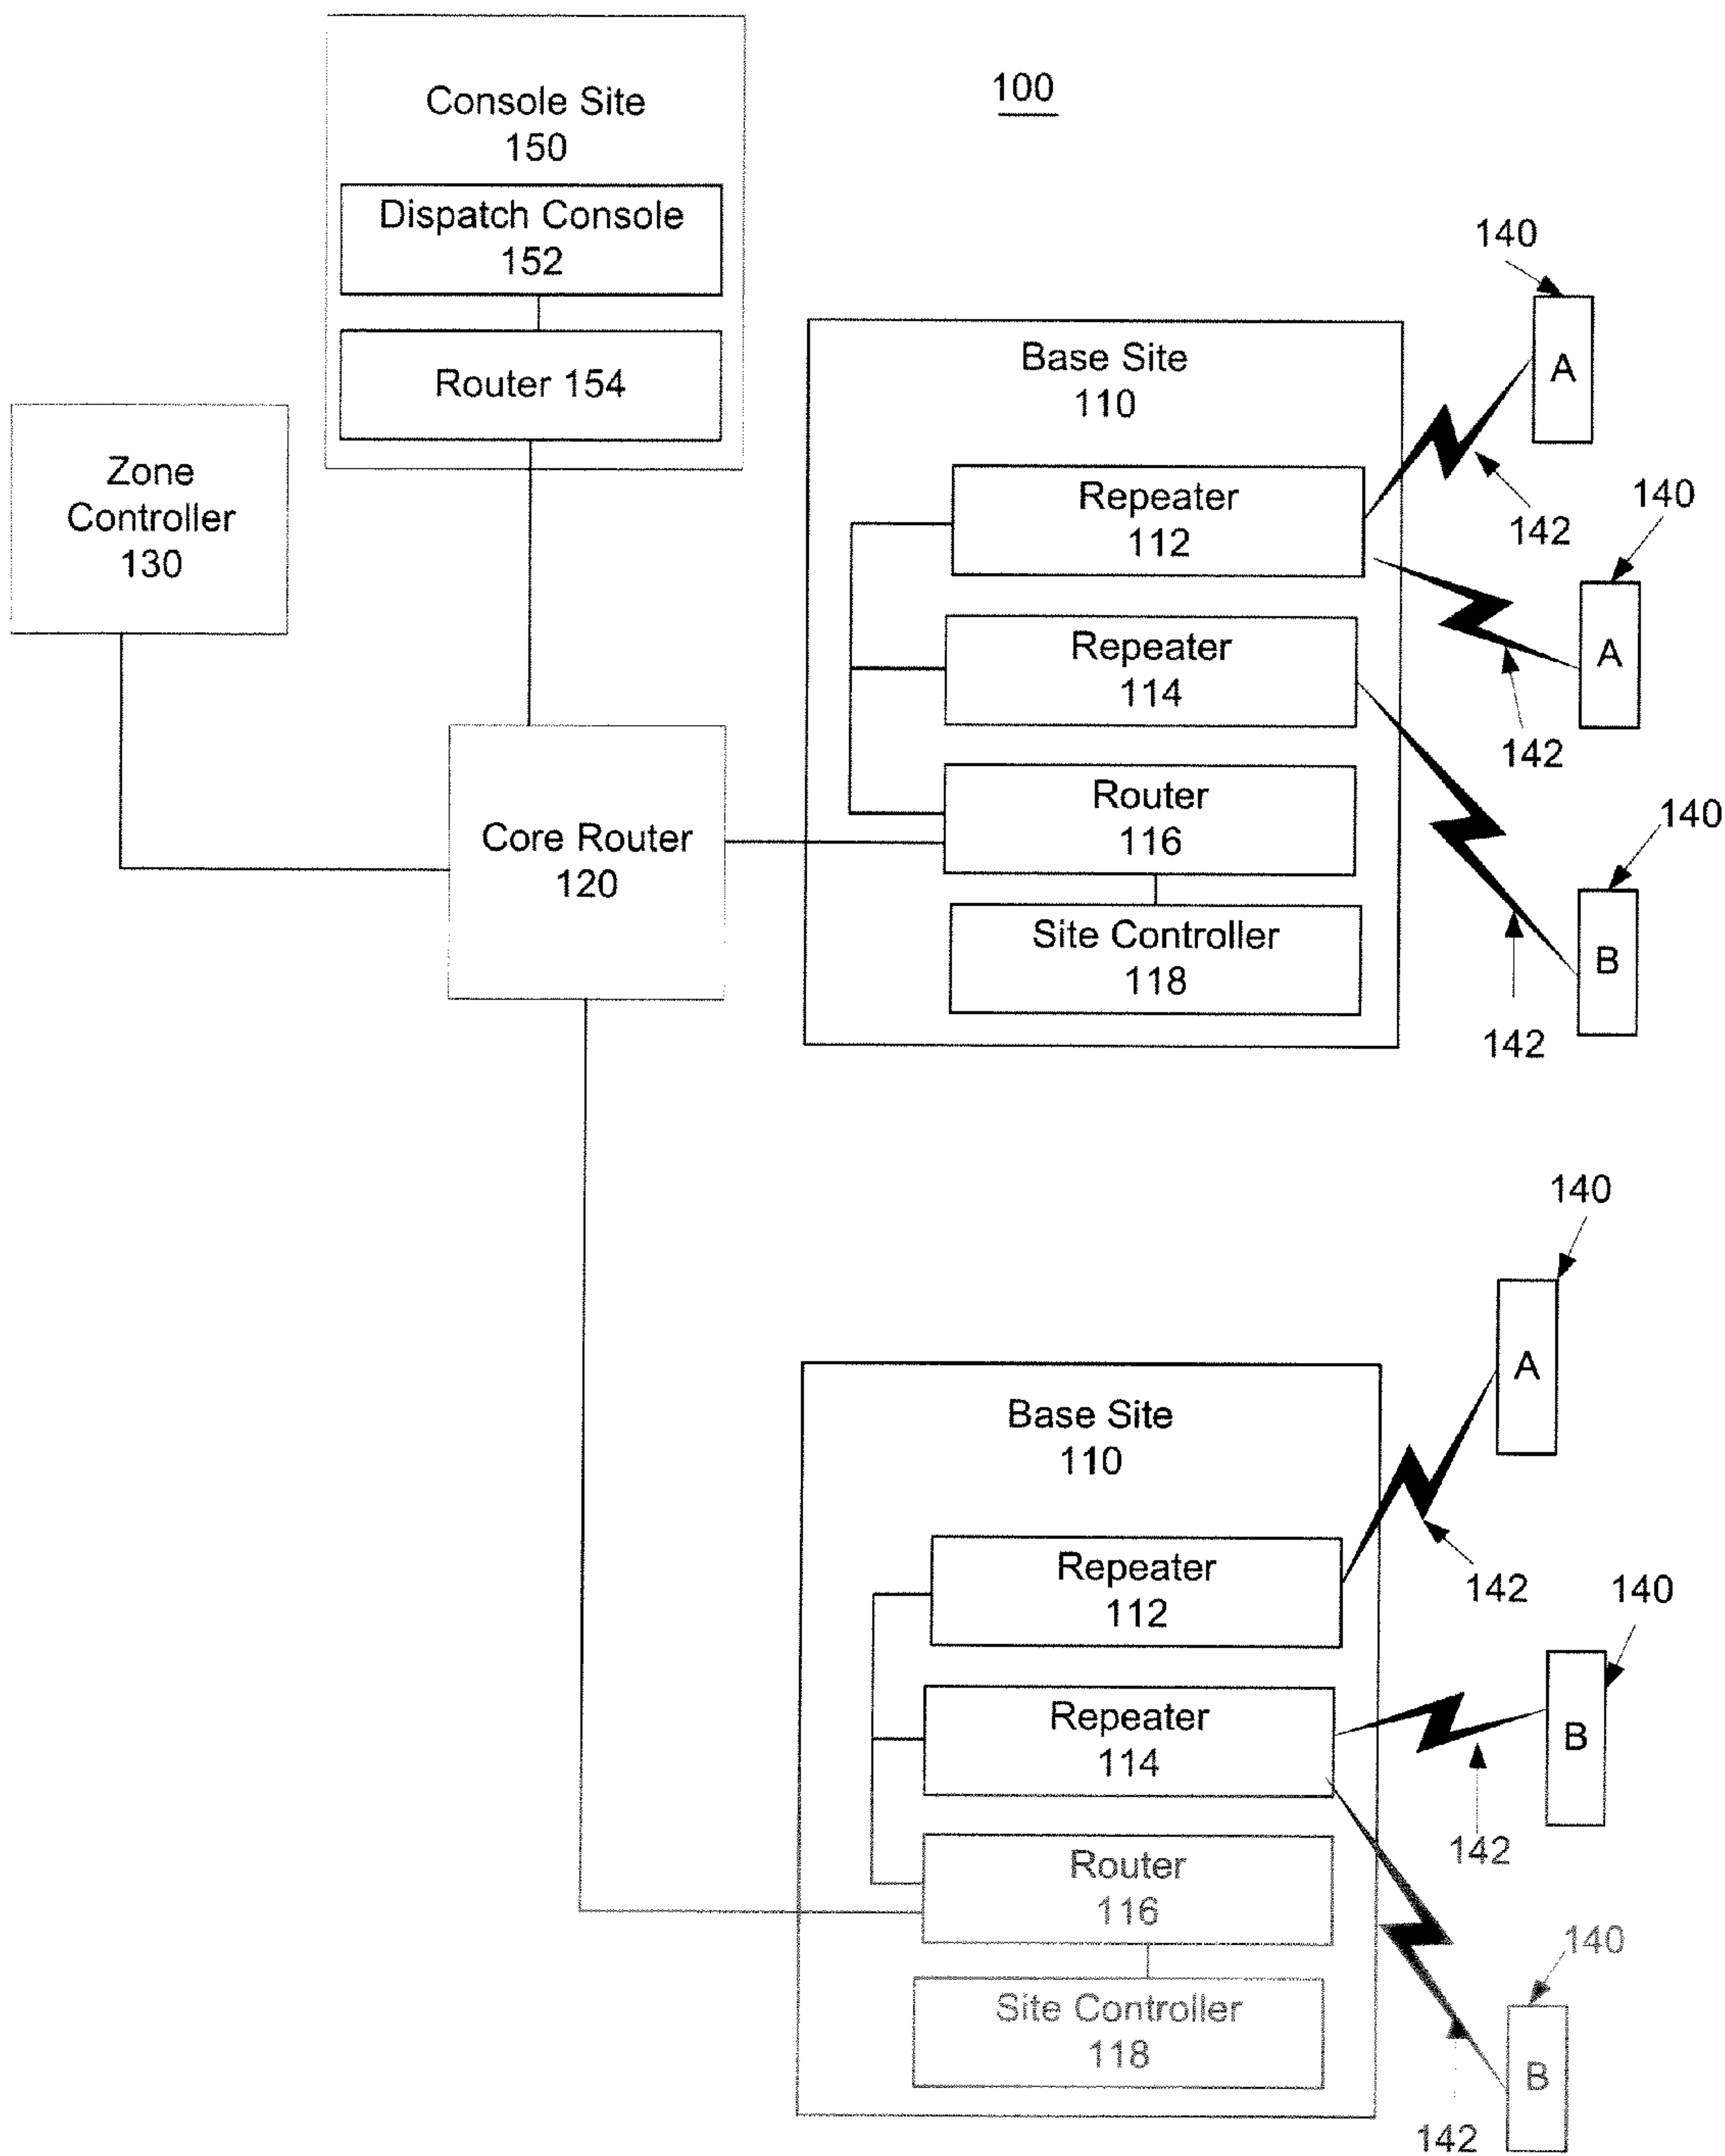 100
Console Site
150
Dispatch Console
152
Router 154
Zone
Controller
130
Core Router
120
Base Site
110
Repeater
112
Repeater
114
Router
116
Site Controller
118
140
A
142
140
A
142
140
B
142
Base Site
110
Repeater
112
Repeater
114
Router
116
Site Controller
118
140
A
142
140
B
142
140
B
142